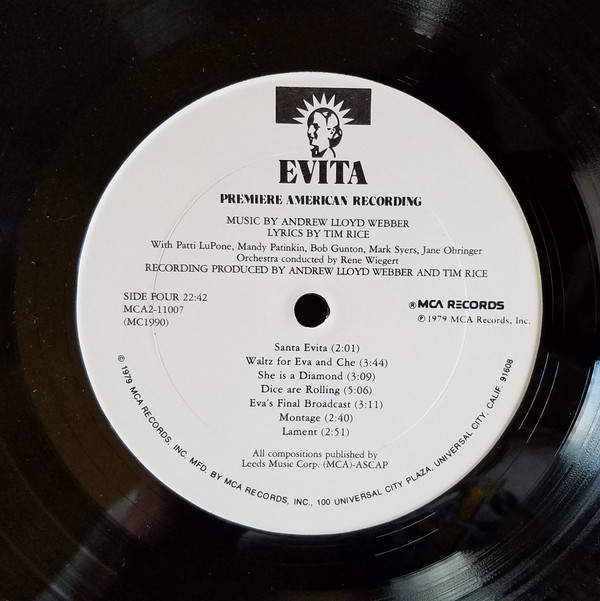 EVITA
PREMIERE AMERICAN RECORDING
MUSIC BY ANDREW LLOYD WEBBER
LYRICS BY TIM RICE
With Patti LuPone, Mandy Patinkin, Bob Gunton, Mark Syers, Jane Ohringer
Orchestra conducted by Rene Wiegert
RECORDING PRODUCED BY ANDREW LLOYD WEBBER AND TIM RICE
SIDE FOUR 22:42
MCA2-11007
(MC1990)
® MCA RECORDS
℗ 1979 MCA Records, Inc.
Santa Evita (2:01)
Waltz for Eva and Che (3:44)
She is a Diamond (3:09)
Dice are Rolling (5:06)
Eva's Final Broadcast (3:11)
Montage (2:40)
Lament (2:51)
All compositions published by
Leeds Music Corp. (MCA)-ASCAP
© 1979 MCA RECORDS, INC. MFD. BY MCA RECORDS, INC., 100 UNIVERSAL CITY PLAZA, UNIVERSAL CITY, CALIF. 91608